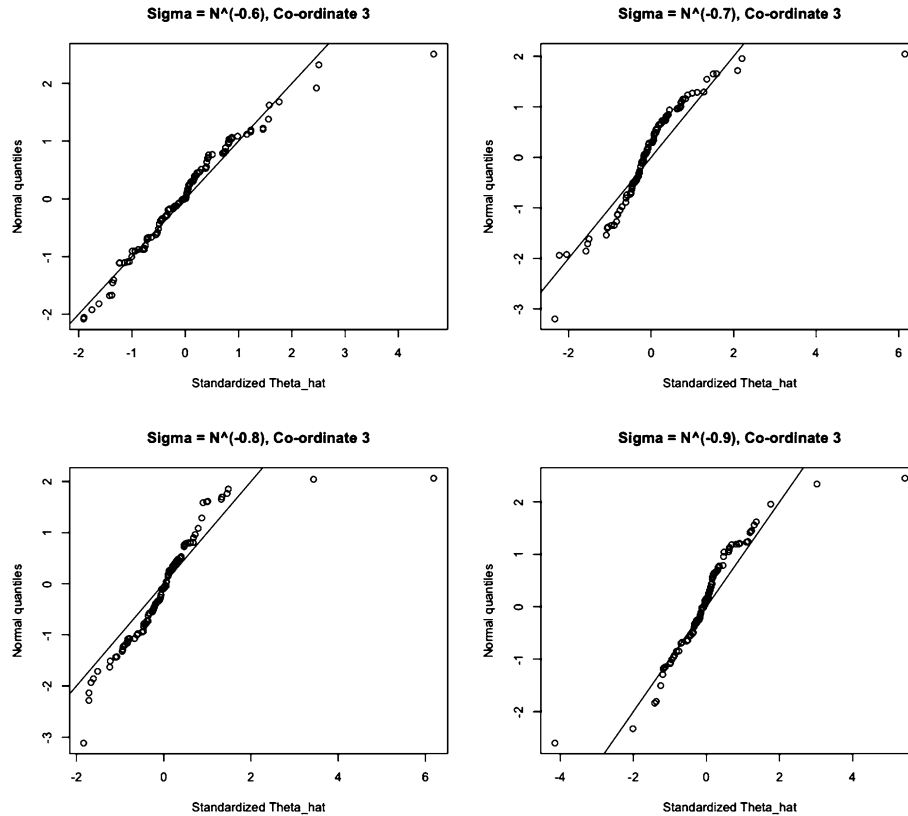 Sigma = N^(-0.6), Co-ordinate 3
Normal quantiles
2
1
0
-1
-2
-2 -1 0 1 2 3 4
Standardized Theta_hat
Sigma = N^(-0.7), Co-ordinate 3
Normal quantiles
2
1
0
-1
-2
-3
-2 0 2 4 6
Standardized Theta_hat
Sigma = N^(-0.8), Co-ordinate 3
Normal quantiles
2
1
0
-1
-2
-3
-2 0 2 4 6
Standardized Theta_hat
Sigma = N^(-0.9), Co-ordinate 3
Normal quantiles
2
1
0
-1
-2
-4 -2 0 2 4
Standardized Theta_hat